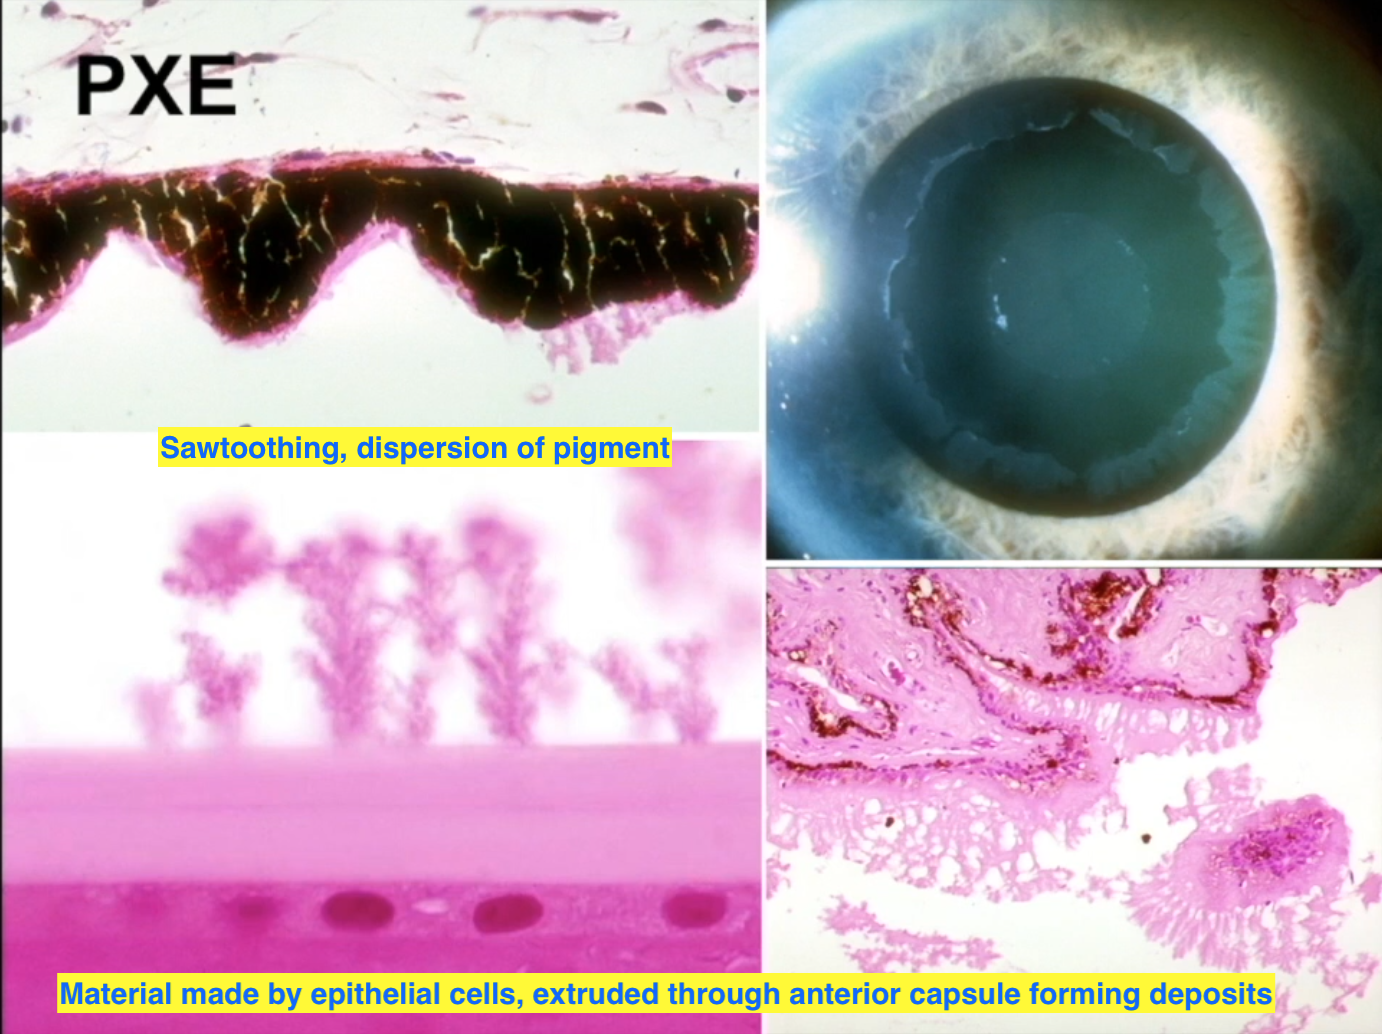 PXE
Sawtoothing, dispersion of pigment
Material made by epithelial cells, extruded through anterior capsule forming deposits